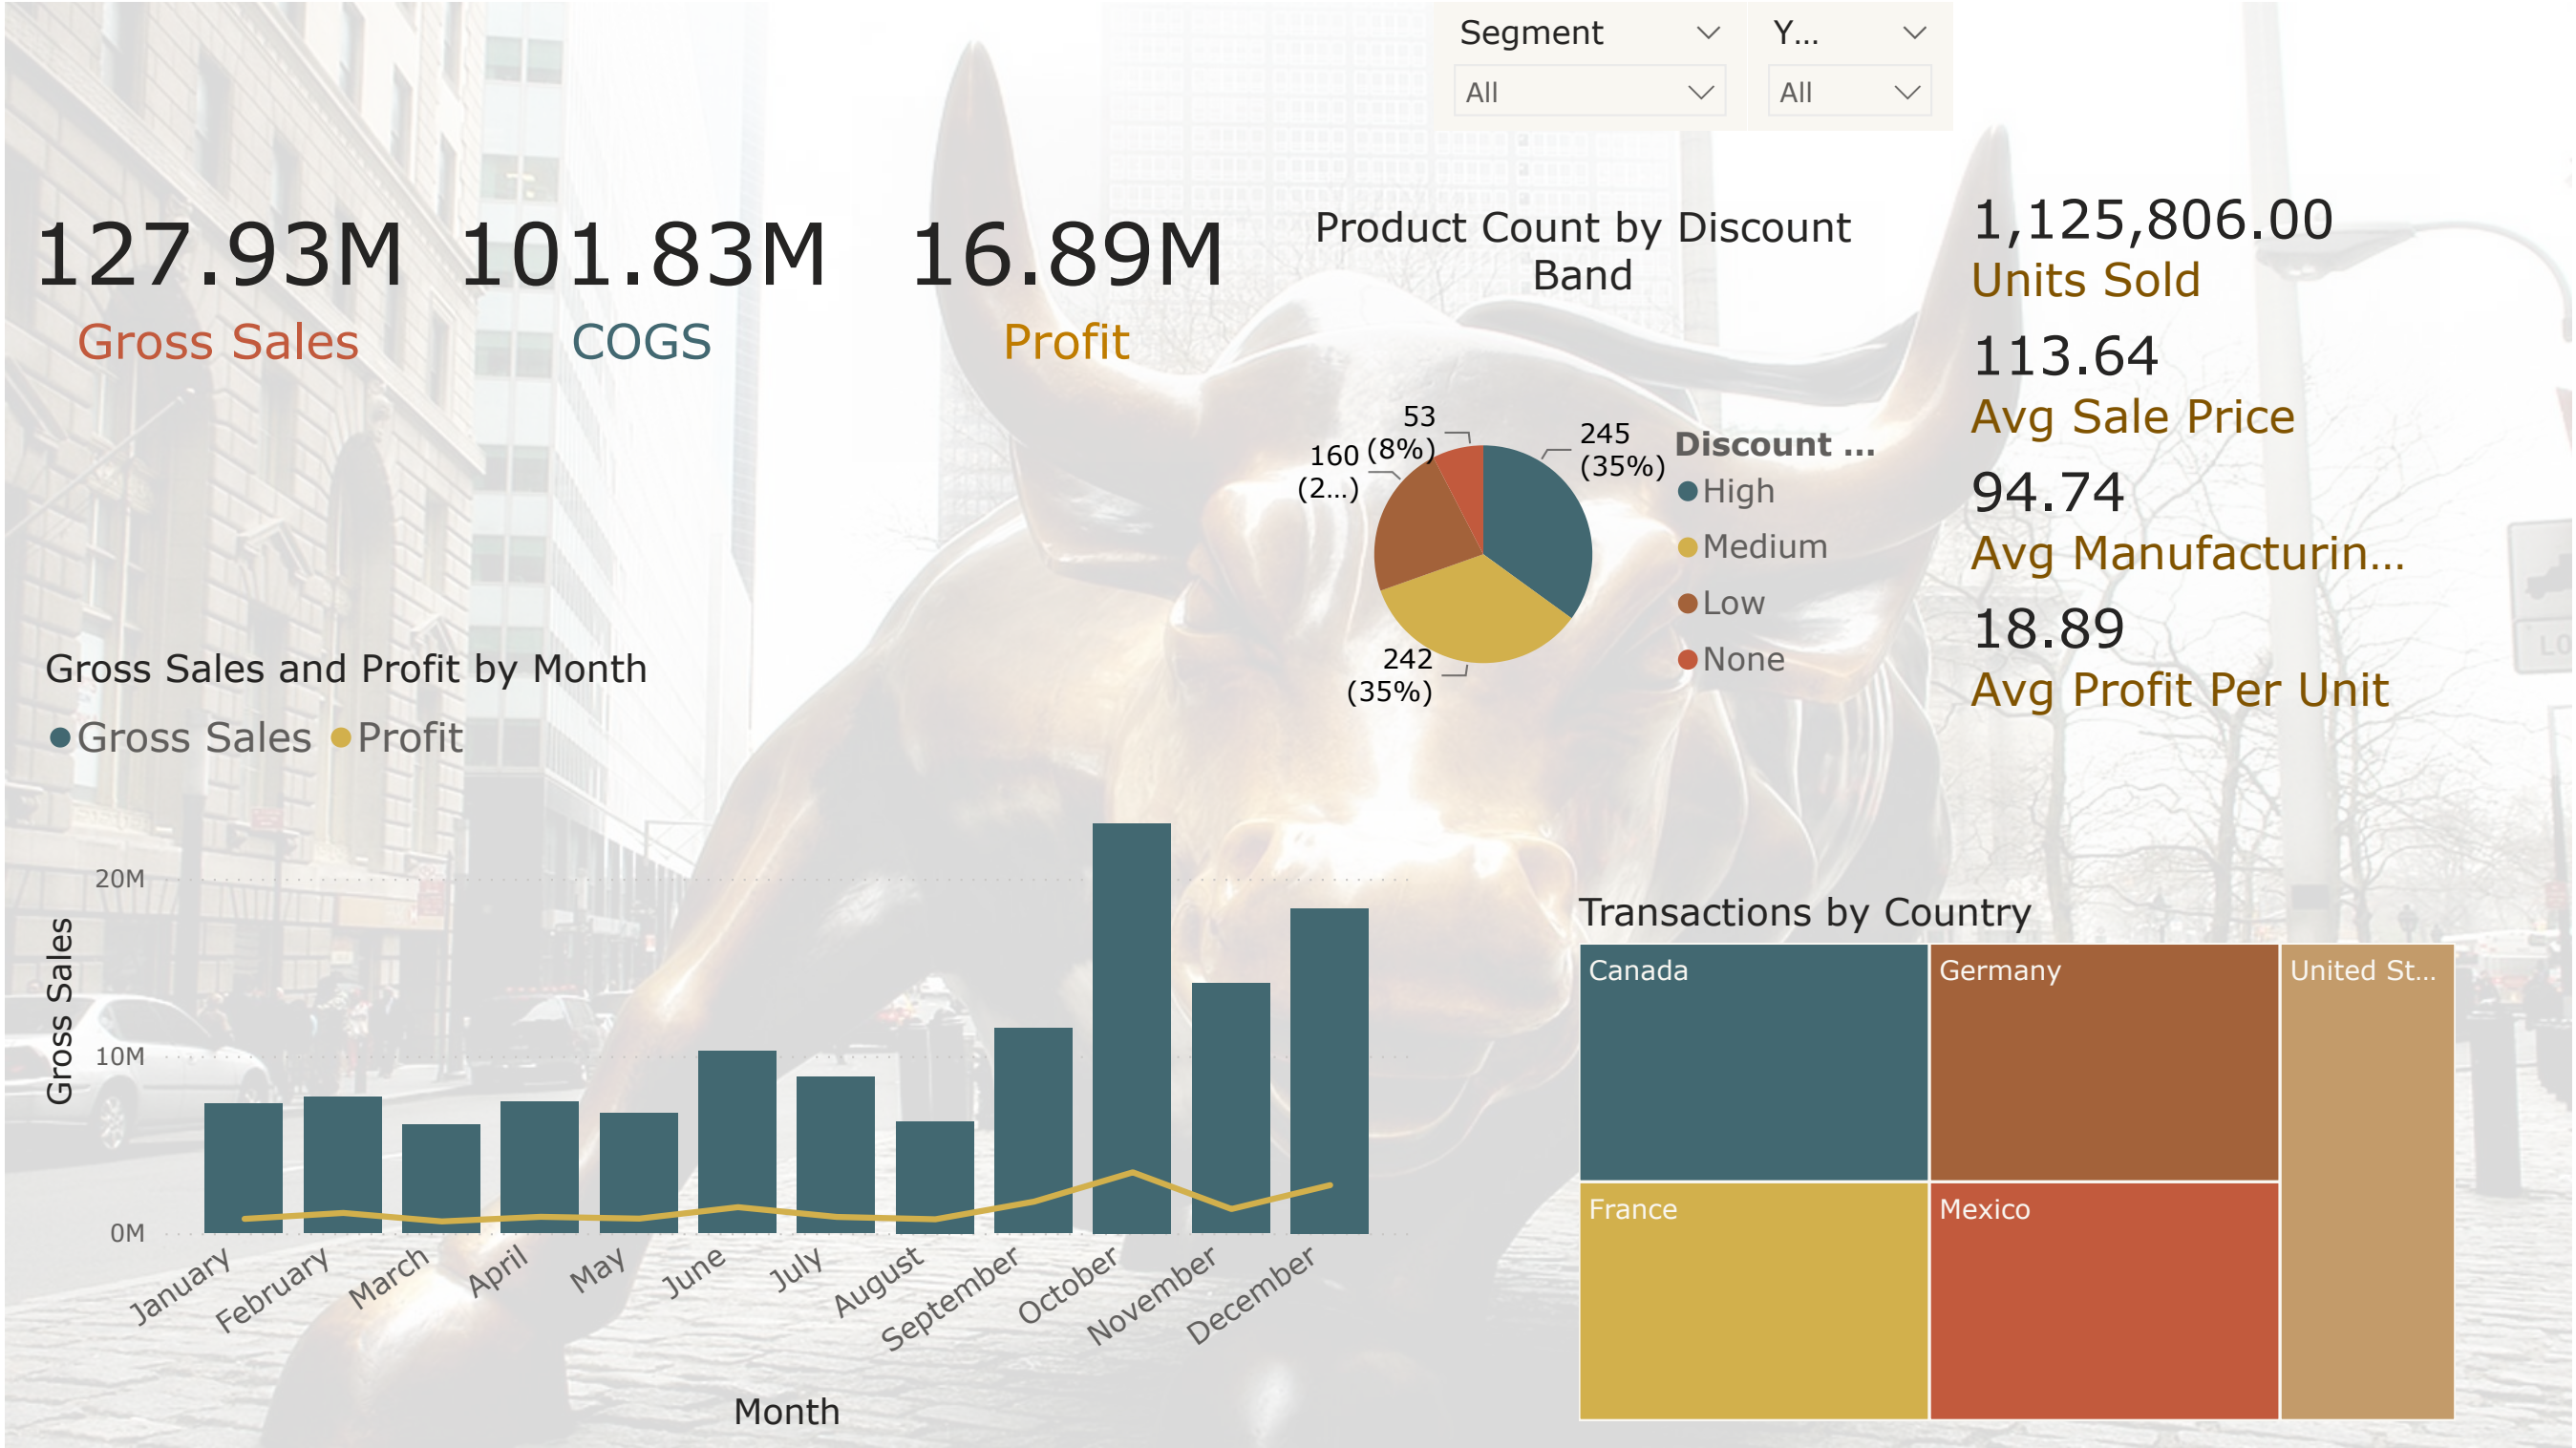 Segment
Y...
All
All
127.93M
Gross Sales
101.83M
COGS
16.89M
Profit
Product Count by Discount
Band
53
(8%)
160
(2...)
245
(35%)
242
(35%)
Discount ...
High
Medium
Low
None
1,125,806.00
Units Sold
113.64
Avg Sale Price
94.74
Avg Manufacturin...
18.89
Avg Profit Per Unit
Gross Sales and Profit by Month
Gross Sales
Profit
Gross Sales
20M
10M
0M
January
February
March
April
May
June
July
August
September
October
November
December
Month
Transactions by Country
Canada
Germany
United St...
France
Mexico
LO